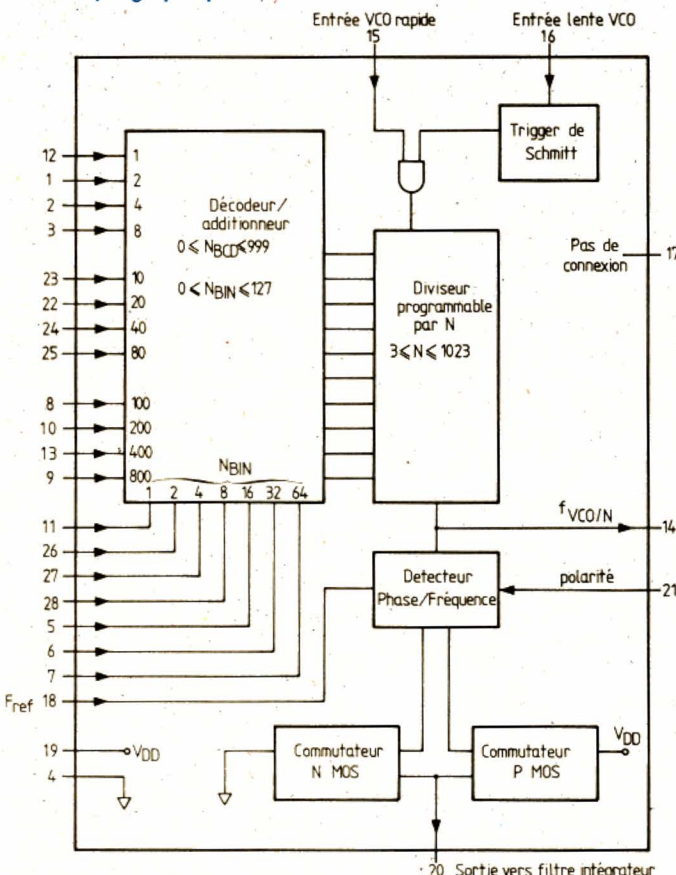 Entrée VCO rapide
15
Entrée lente VCO
16
Trigger de
Schmitt
12
1
1
2
2
4
3
8
Décodeur/
additionneur
0 ⩽ NBCD ⩽ 999
0 ⩽ NBIN ⩽ 127
23
10
22
20
24
40
25
80
8
100
10
200
13
400
9
800
NBIN
1 2 4 8 16 32 64
Diviseur
programmable
par N
3 ⩽ N ⩽ 1023
Pas de
connexion
17
11
26
27
28
5
6
7
Fref 18
fVCO/N
14
Detecteur
Phase/Fréquence
polarité
21
19
VDD
4
Commutateur
N MOS
Commutateur
P MOS
VDD
20 Sortie vers filtre intégrateur